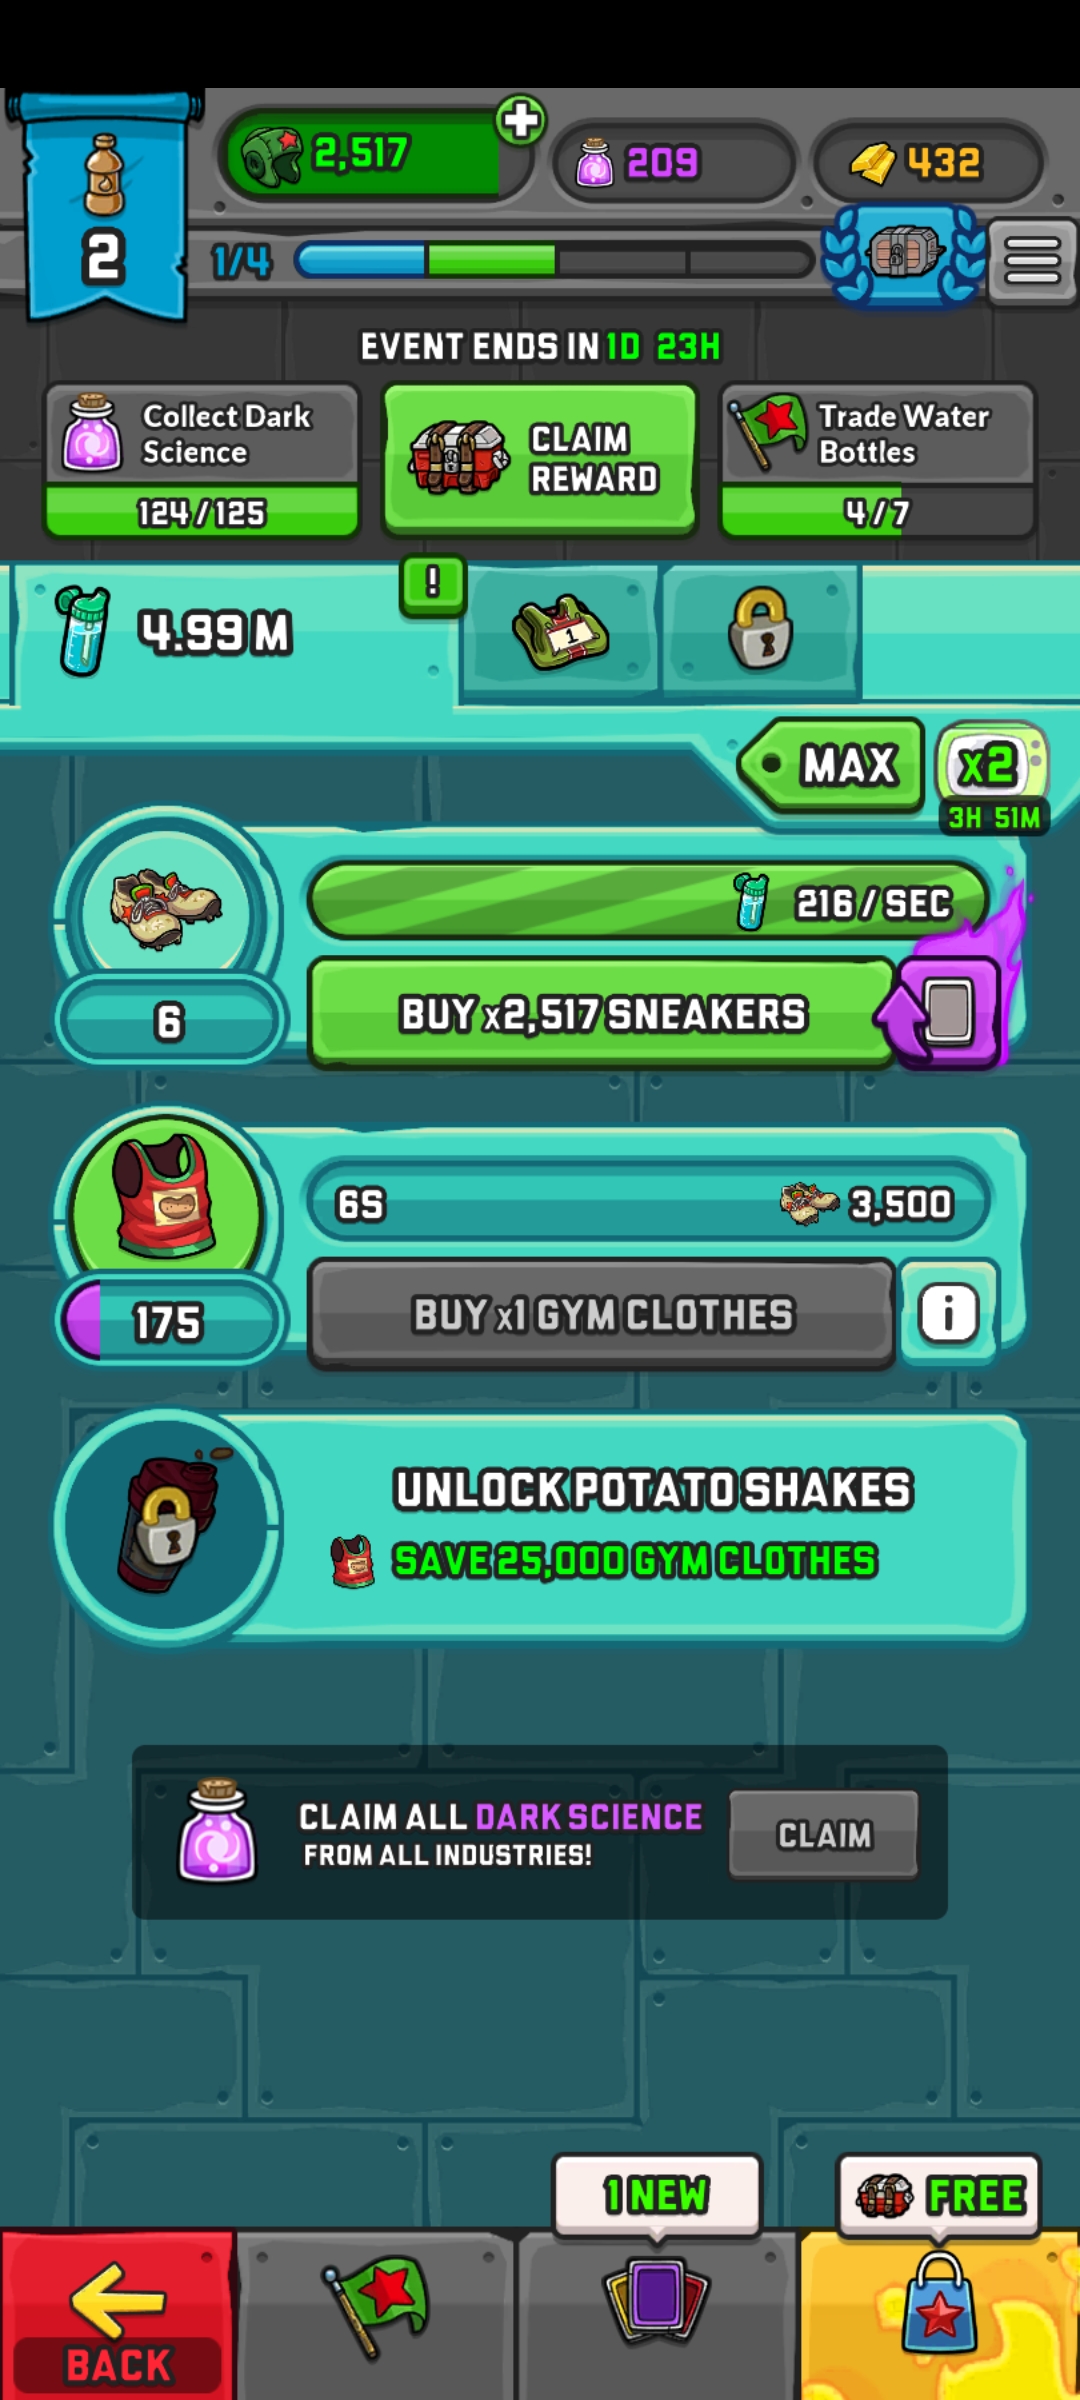 2,517
209
432
2
1/4
EVENT ENDS IN 1D 23H
Collect Dark
Science
124/125
CLAIM
REWARD
Trade Water
Bottles
4/7
4.99 M
!
1
MAX
x2
3H 51M
216/SEC
6
BUY x2,517 SNEAKERS
6S
3,500
175
BUY x1 GYM CLOTHES
i
UNLOCK POTATO SHAKES
SAVE 25,000 GYM CLOTHES
CLAIM ALL DARK SCIENCE
FROM ALL INDUSTRIES!
CLAIM
1 NEW
FREE
BACK